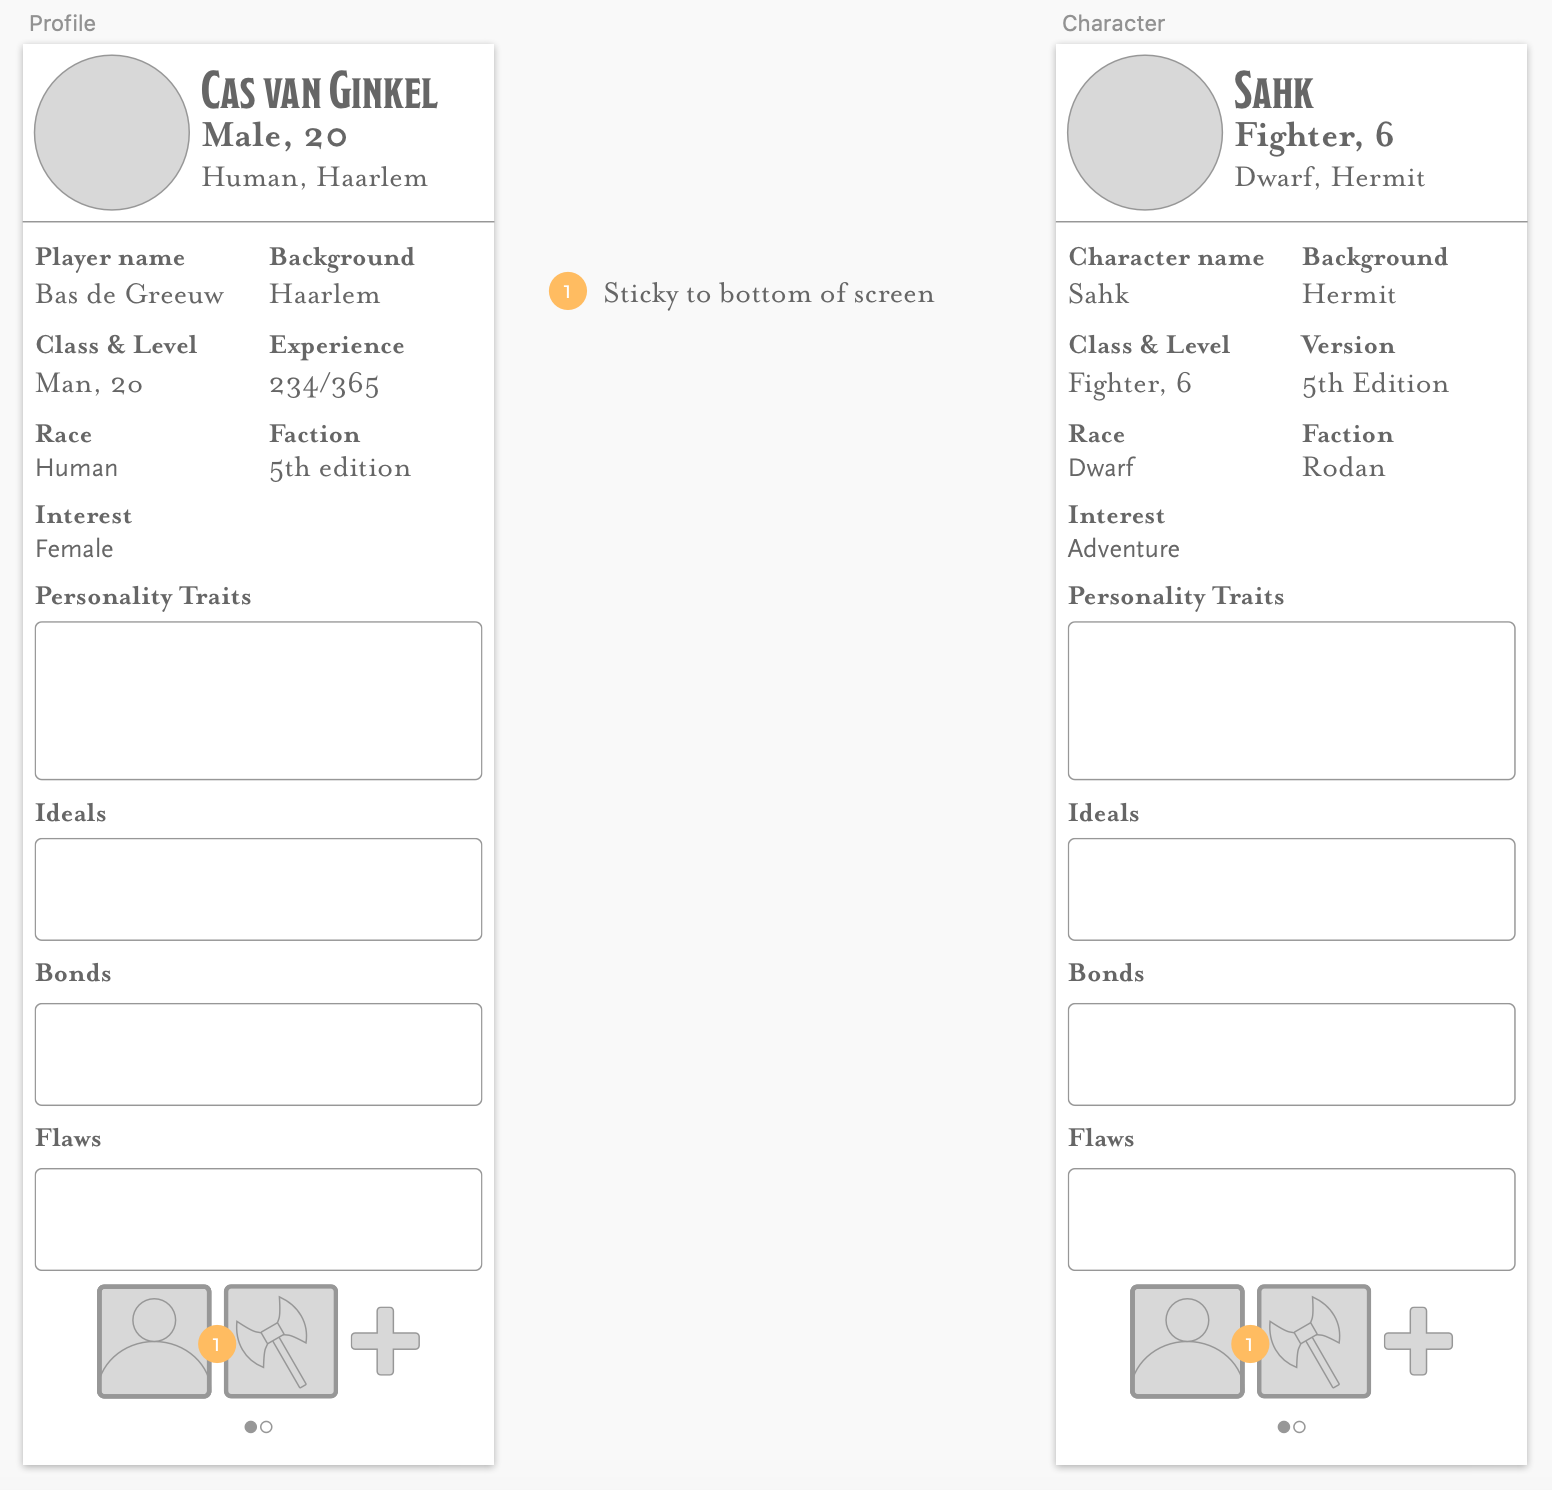 Profile
Cas van Ginkel
Male, 20
Human, Haarlem
Player name Background
Bas de Greeuw Haarlem
Class & Level Experience
Man, 20 234/365
Race Faction
Human 5th edition
Interest
Female
Personality Traits
Ideals
Bonds
Flaws
1
1 Sticky to bottom of screen
Character
Sahk
Fighter, 6
Dwarf, Hermit
Character name Background
Sahk Hermit
Class & Level Version
Fighter, 6 5th Edition
Race Faction
Dwarf Rodan
Interest
Adventure
Personality Traits
Ideals
Bonds
Flaws
1